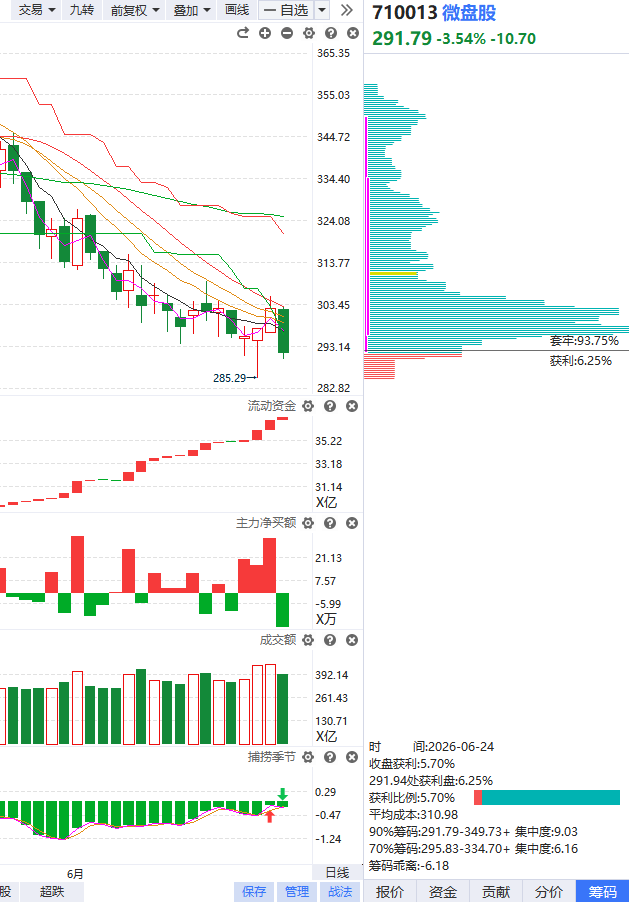 交易 九转 前复权 叠加 画线 一 自选
710013 微盘股
291.79 -3.54% -10.70
365.35
355.03
344.72
334.40
324.08
313.77
303.45
293.14
282.82
285.29
套牢:93.75%
获利:6.25%
流动资金
35.22
33.18
31.14
X亿
主力净买额
21.13
7.57
-5.99
X万
成交额
392.14
261.43
130.71
X亿
捕捞季节
0.29
-0.47
-1.24
6月
日线
股 超跌 保存 管理 战法
时 间:2026-06-24
收盘获利:5.70%
291.94处获利盘:6.25%
获利比例:5.70%
平均成本:310.98
90%筹码:291.79-349.73+ 集中度:9.03
70%筹码:295.83-334.70+ 集中度:6.16
筹码乖离:-6.18
报价 资金 贡献 分价 筹码